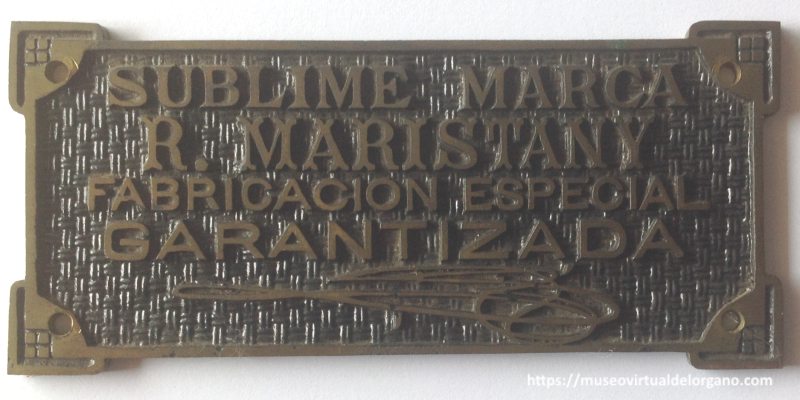 SUBLIME MARCA
R. MARISTANY
FABRICACION ESPECIAL
GARANTIZADA
https://museovirtualdelorgano.com